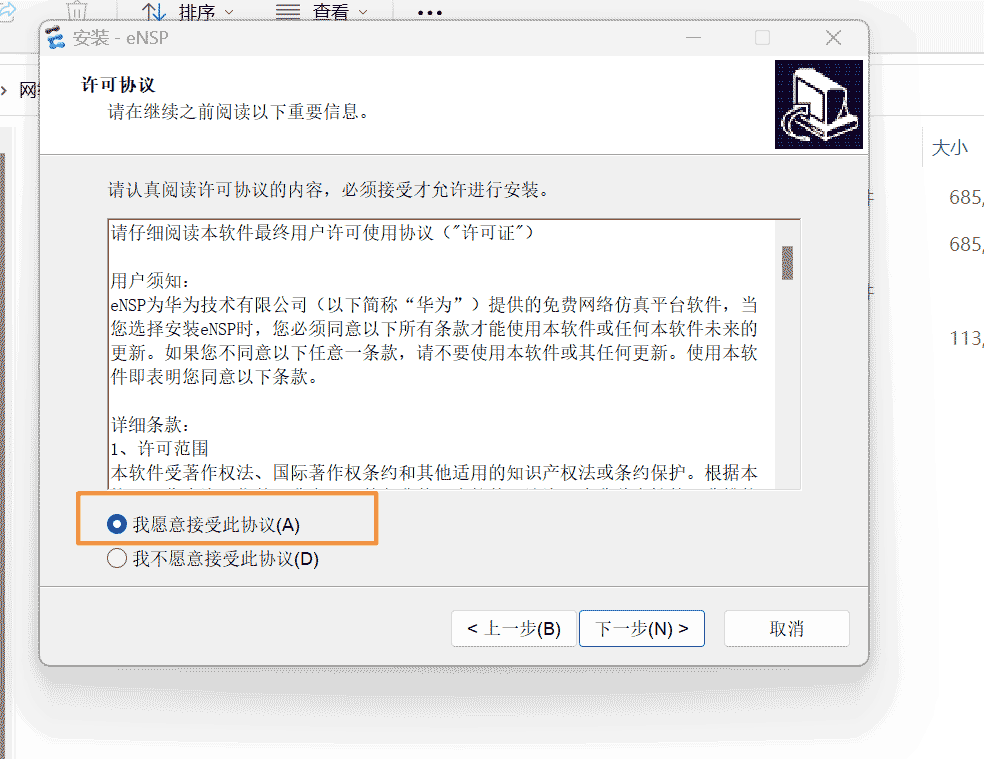 排序
查看
安装 - eNSP
许可协议
请在继续之前阅读以下重要信息。
大小
请认真阅读许可协议的内容，必须接受才允许进行安装。
685,
请仔细阅读本软件最终用户许可使用协议（"许可证"）
685,
用户须知：
eNSP为华为技术有限公司（以下简称“华为”）提供的免费网络仿真平台软件，当
您选择安装eNSP时，您必须同意以下所有条款才能使用本软件或任何本软件未来的
更新。如果您不同意以下任意一条款，请不要使用本软件或其任何更新。使用本软
件即表明您同意以下条款。
113,
详细条款：
1、许可范围
本软件受著作权法、国际著作权条约和其他适用的知识产权法或条约保护。根据本
我愿意接受此协议(A)
我不愿意接受此协议(D)
< 上一步(B)
下一步(N) >
取消